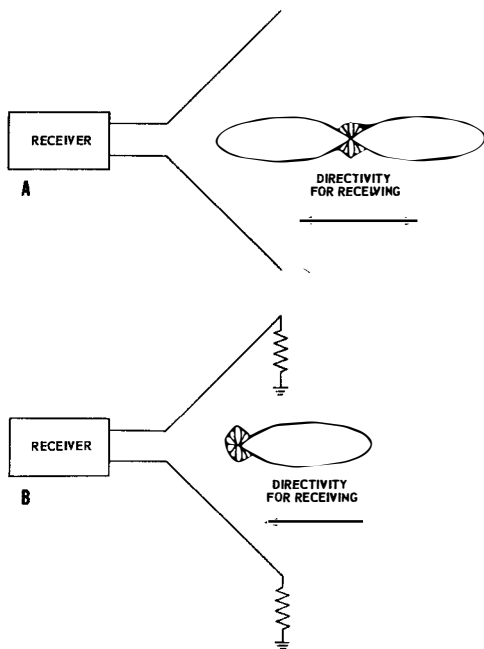 RECEIVER
A
DIRECTIVITY
FOR RECEIVING
RECEIVER
B
DIRECTIVITY
FOR RECEIVING